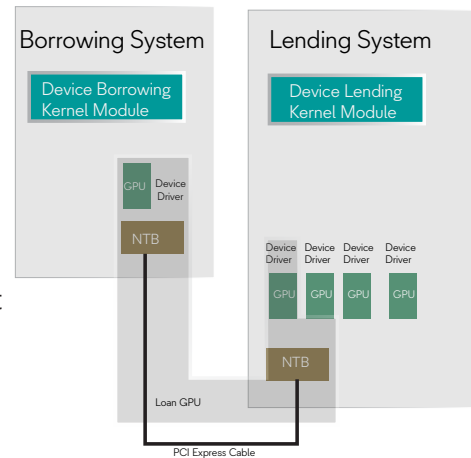 Borrowing System
Lending System
Device Borrowing
Kernel Module
Device Lending
Kernel Module
GPU
Device
Driver
NTB
Device
Driver
Device
Driver
Device
Driver
Device
Driver
GPU
GPU
GPU
GPU
NTB
Loan GPU
PCI Express Cable